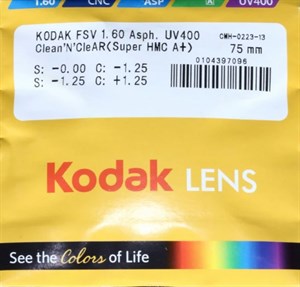 1.60 CNC ASP UV400
KODAK FSV 1.60 Asph. UV400 CMH-0223-13
Clean'N'CleAR(Super HMC A+) 75 mm
S: -0.00 C: -1.25
S: -1.25 C: +1.25
0104397096
Kodak LENS
See the Colors of Life